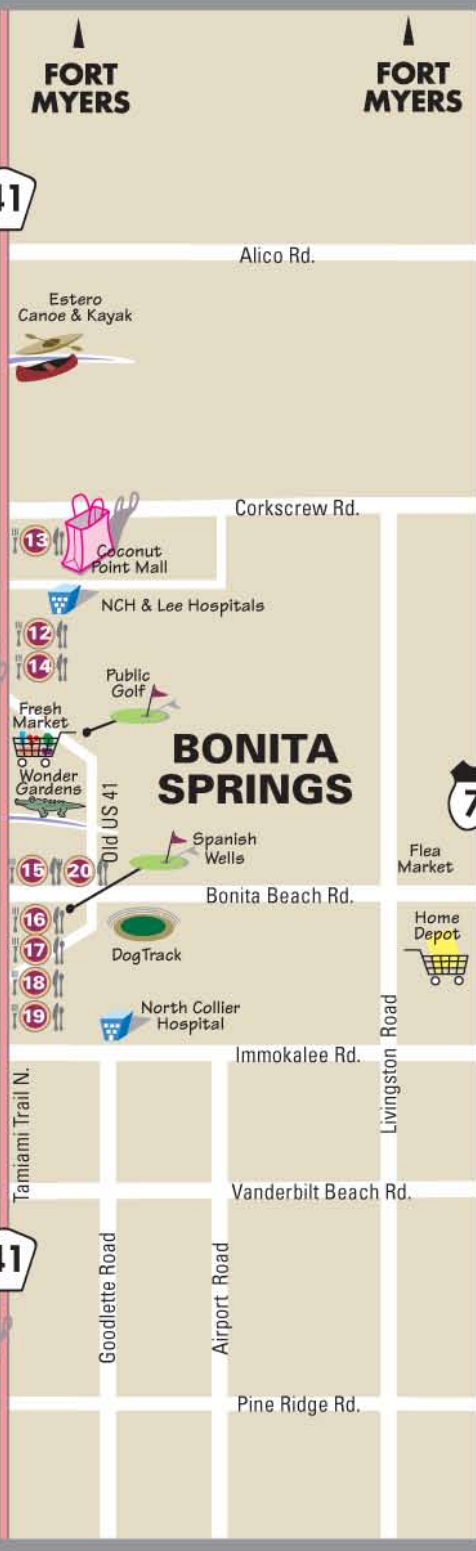 FORT
MYERS
FORT
MYERS
41
Alico Rd.
Estero
Canoe & Kayak
Corkscrew Rd.
13
Coconut
Point Mall
NCH & Lee Hospitals
12
14
Public
Golf
Fresh
Market
BONITA
SPRINGS
Wonder
Gardens
Old US 41
7
Spanish
Wells
Flea
Market
15
20
Bonita Beach Rd.
16
Home
Depot
17
Dog Track
18
19
North Collier
Hospital
Immokalee Rd.
Livingston Road
Tamiami Trail N.
Vanderbilt Beach Rd.
41
Goodlette Road
Airport Road
Pine Ridge Rd.